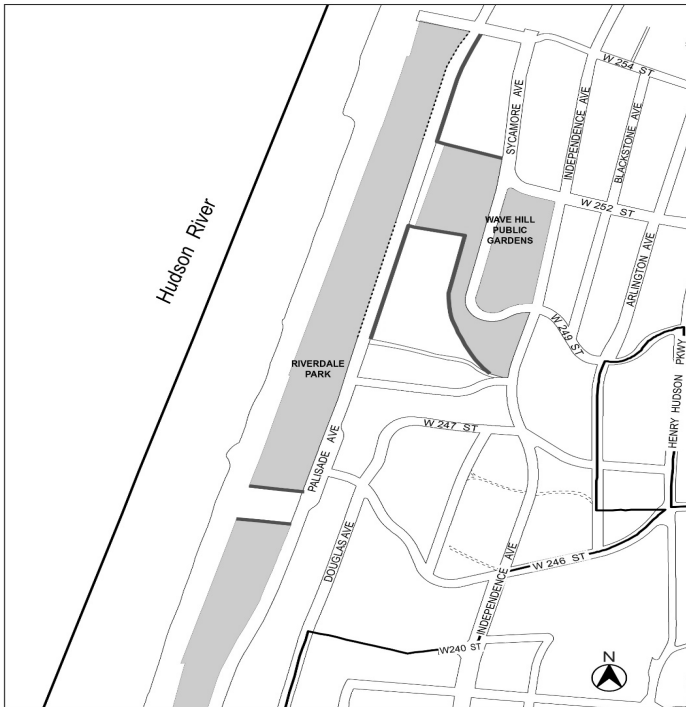 W 254 ST
SYCAMORE AVE
INDEPENDENCE AVE
BLACKSTONE AVE
W 252 ST
Hudson River
WAVE HILL
PUBLIC
GARDENS
ARLINGTON AVE
W 249 ST
RIVERDALE
PARK
HENRY HUDSON PKWY
W 247 ST
PALISADE AVE
DOUGLAS AVE
W 246 ST
INDEPENDENCE AVE
W240 ST
N